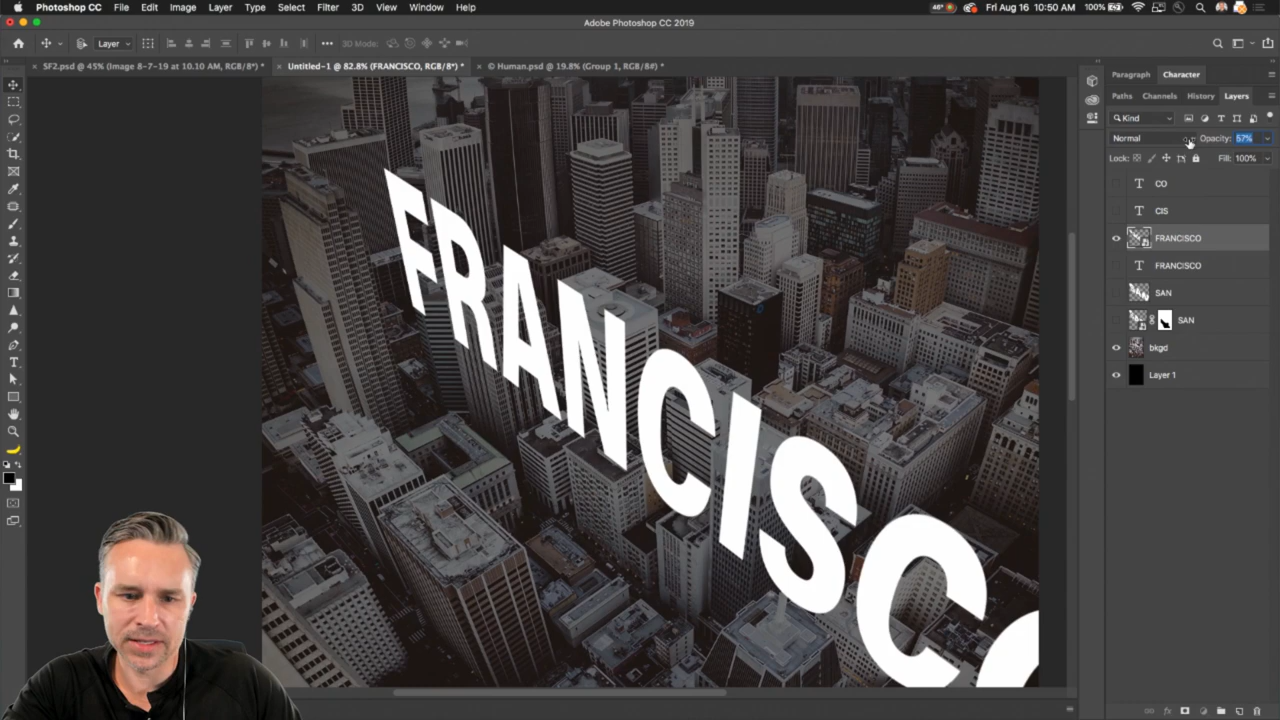 Photoshop CC File Edit Image Layer Type Select Filter 3D View Window Help
Fri Aug 16 10:50 AM 100%
Adobe Photoshop CC 2019
Layer 3D Mode:
SF2.psd @ 45% (Image 8-7-19 at 10.10 AM, RGB/8*) *
Untitled-1 @ 82.8% (FRANCISCO, RGB/8*) *
© Human.psd @ 19.8% (Group 1, RGB/8#) *
Paragraph Character
Paths Channels History Layers
Kind
Normal Opacity: 57%
Lock: Fill: 100%
CO
CIS
FRANCISCO
FRANCISCO
SAN
SAN
bkgd
Layer 1
FRANCISCO